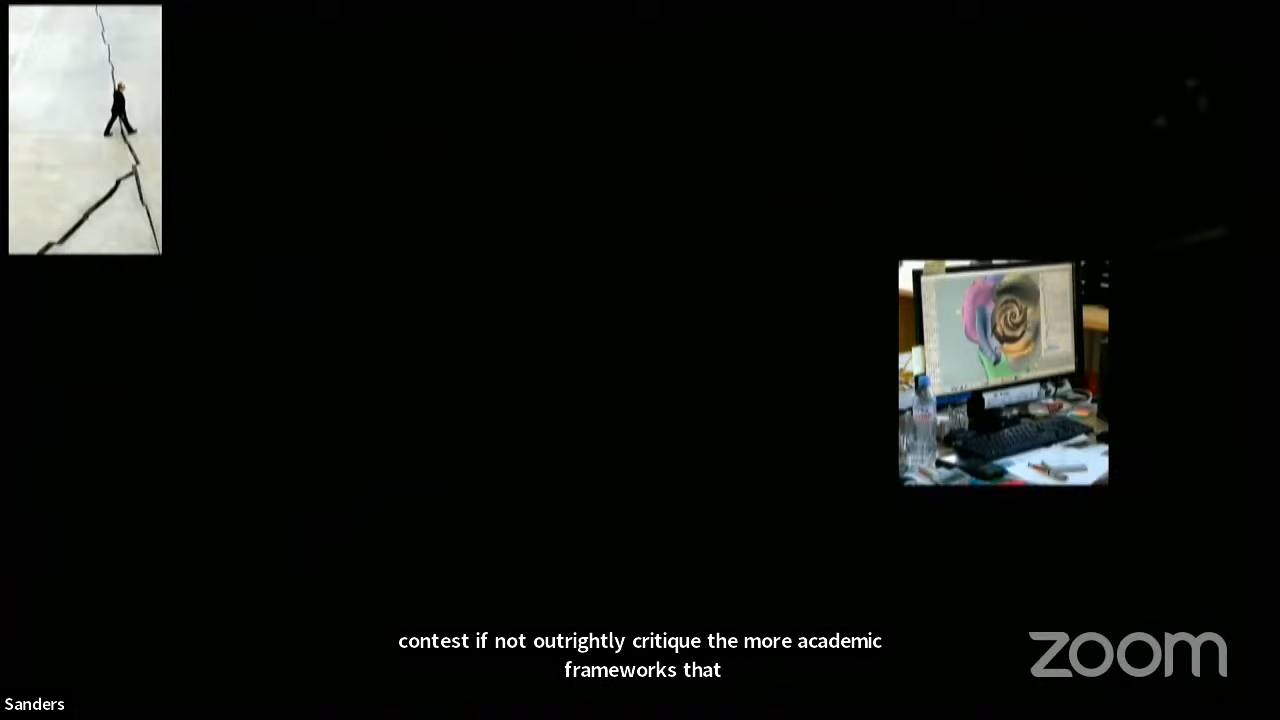 contest if not outrightly critique the more academic
frameworks that
zoom
Sanders